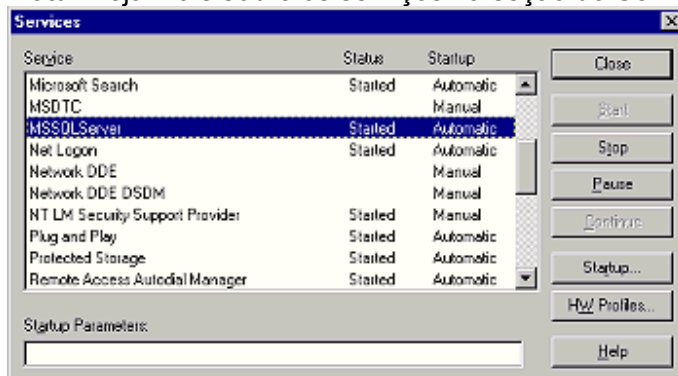 Services
Service Status Startup
Microsoft Search Started Automatic
MSDTC Manual
MSSQLServer Started Automatic
Net Logon Started Automatic
Network DDE Manual
Network DDE DSDM Manual
NT LM Security Support Provider Started Manual
Plug and Play Started Automatic
Protected Storage Started Automatic
Remote Access Autodial Manager Started Automatic
Startup Parameters:
Close
Start
Stop
Pause
Continue
Startup...
HW Profiles...
Help